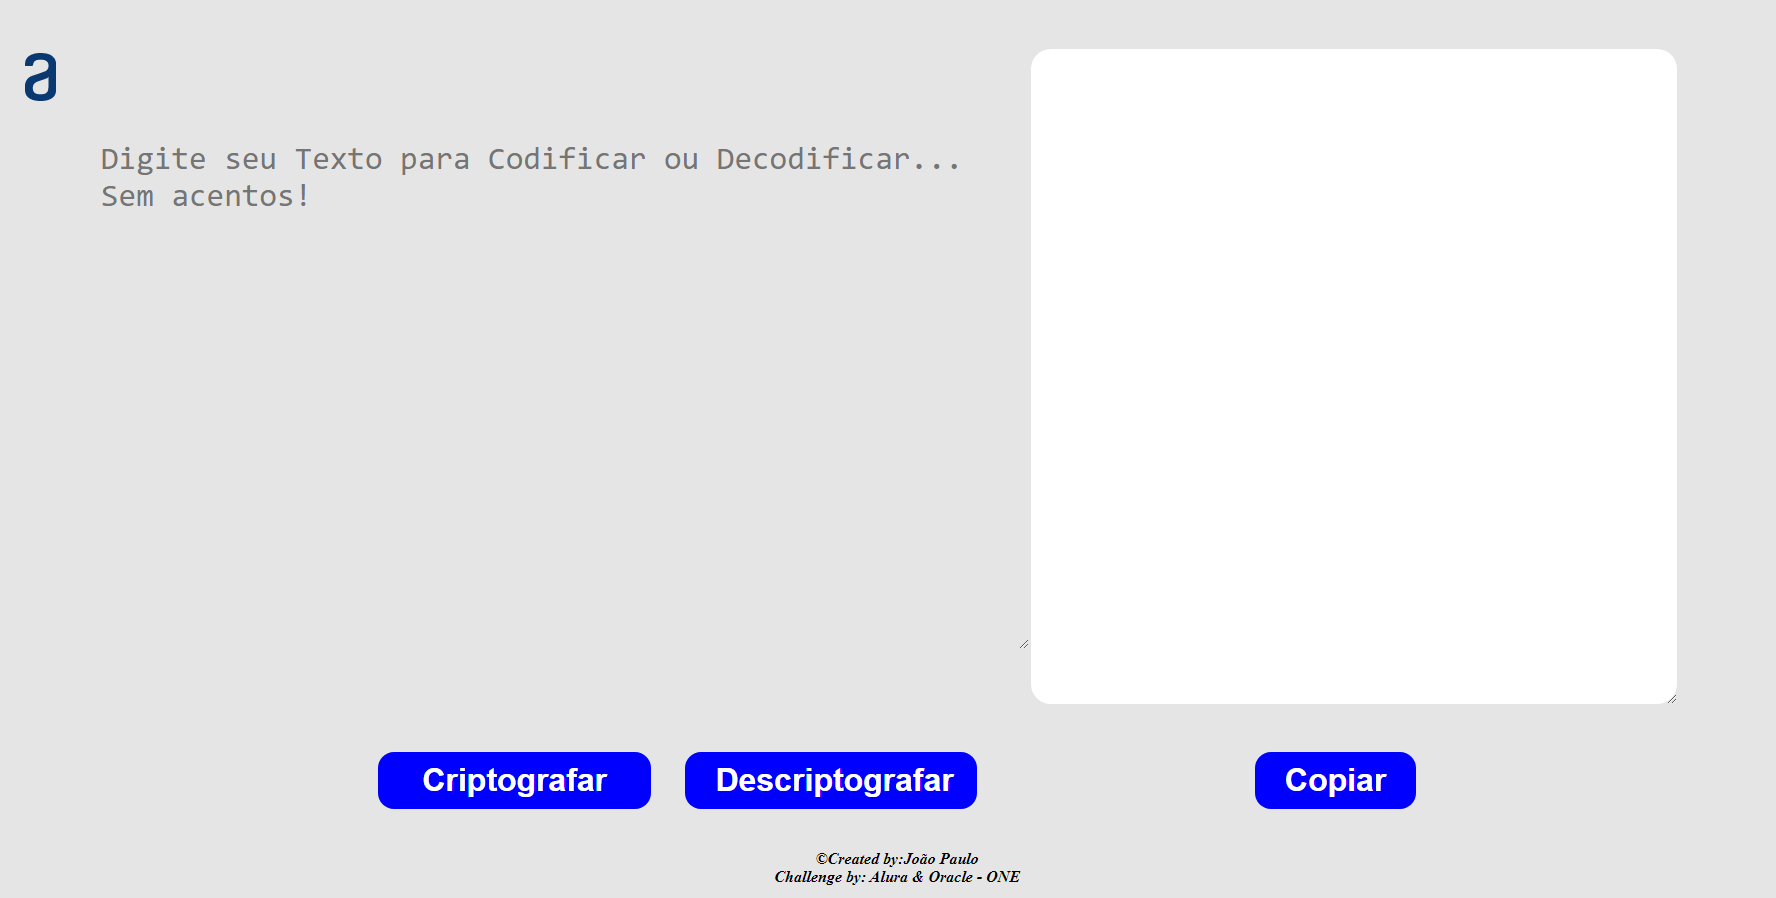 a
Digite seu Texto para Codificar ou Decodificar...
Sem acentos!
Criptografar
Descriptografar
Copiar
©Created by:João Paulo
Challenge by: Alura & Oracle - ONE